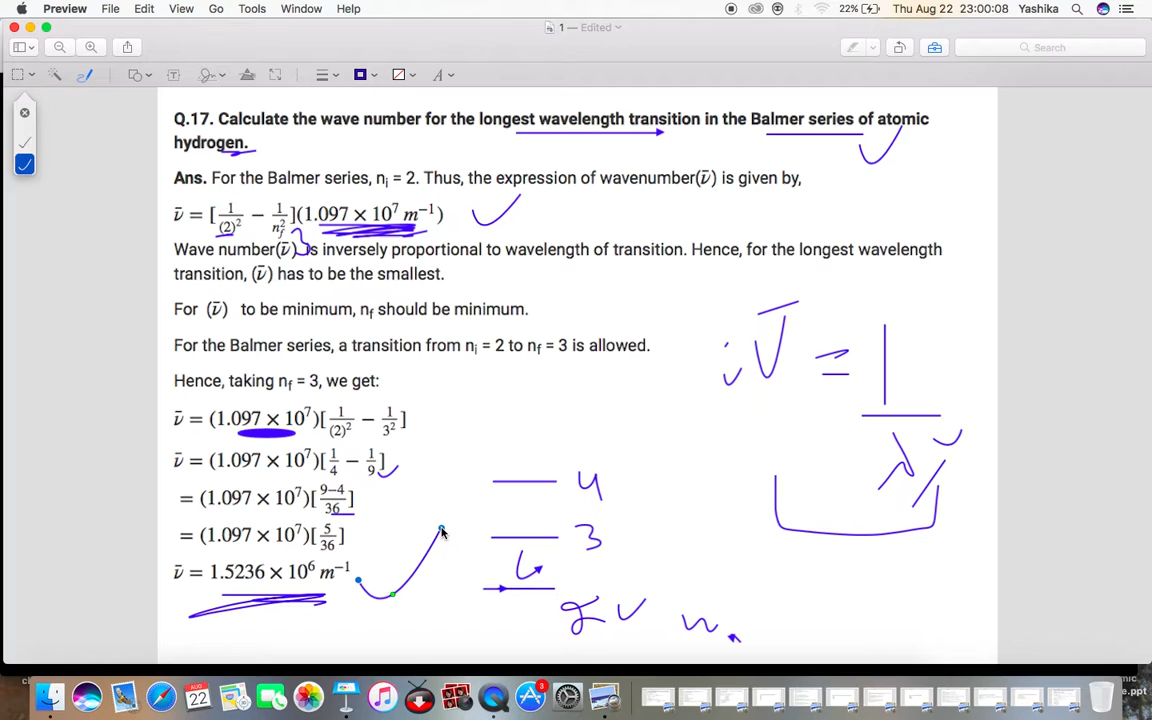 Preview File Edit View Go Tools Window Help 22% Thu Aug 22 23:00:08 Yashika
1 — Edited
Search
Q.17. Calculate the wave number for the longest wavelength transition in the Balmer series of atomic
hydrogen.
Ans. For the Balmer series, nᵢ = 2. Thus, the expression of wavenumber(ν̄) is given by,
ν̄ = [1/(2)² − 1/n_f²](1.097 × 10⁷ m⁻¹)
Wave number(ν̄) is inversely proportional to wavelength of transition. Hence, for the longest wavelength
transition, (ν̄) has to be the smallest.
For (ν̄) to be minimum, n_f should be minimum.
For the Balmer series, a transition from nᵢ = 2 to n_f = 3 is allowed.
Hence, taking n_f = 3, we get:
ν̄ = (1.097 × 10⁷)[1/(2)² − 1/3²]
ν̄ = (1.097 × 10⁷)[1/4 − 1/9]
= (1.097 × 10⁷)[9−4/36]
= (1.097 × 10⁷)[5/36]
ν̄ = 1.5236 × 10⁶ m⁻¹
ν̄ = 1/λ
4
3
2
3
.ppt